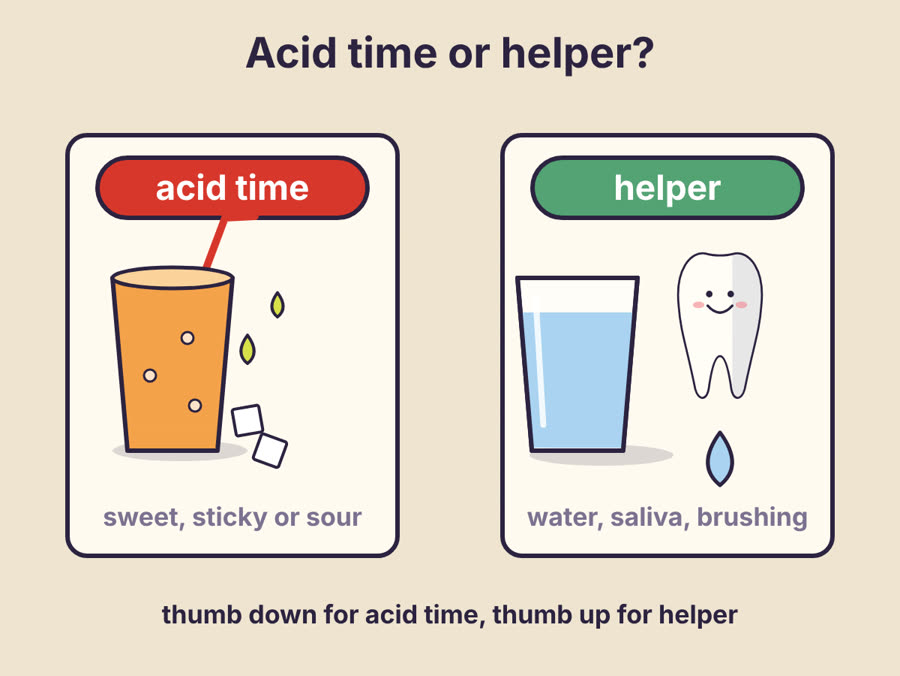 Acid time or helper?
acid time
sweet, sticky or sour
helper
water, saliva, brushing
thumb down for acid time, thumb up for helper